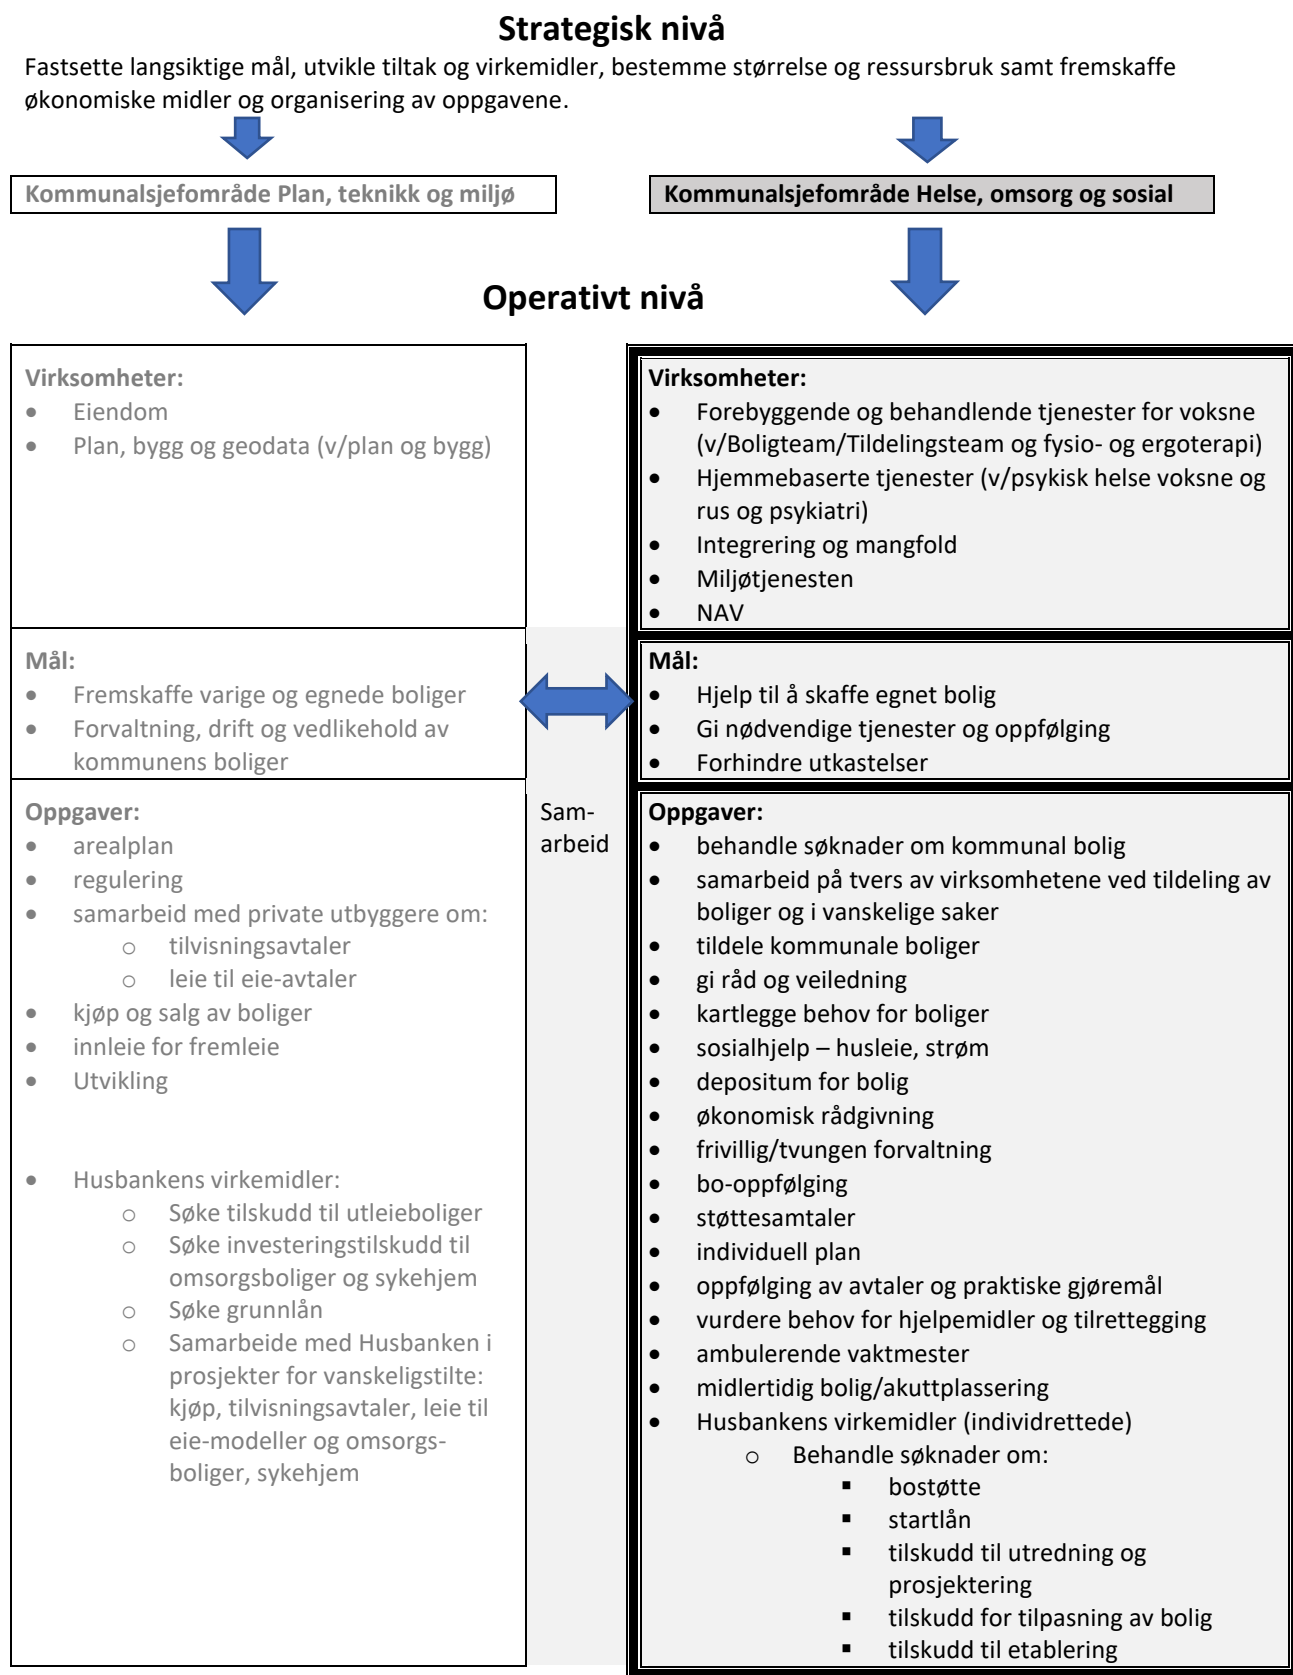 Strategisk nivå
Fastsette langsiktige mål, utvikle tiltak og virkemidler, bestemme størrelse og ressursbruk samt fremskaffe
økonomiske midler og organisering av oppgavene.
Kommunalsjefområde Plan, teknikk og miljø
Kommunalsjefområde Helse, omsorg og sosial
Operativt nivå
Virksomheter:
• Eiendom
• Plan, bygg og geodata (v/plan og bygg)
Mål:
• Fremskaffe varige og egnede boliger
• Forvaltning, drift og vedlikehold av
kommunens boliger
Oppgaver:
• arealplan
• regulering
• samarbeid med private utbyggere om:
o tilvisningsavtaler
o leie til eie-avtaler
• kjøp og salg av boliger
• innleie for fremleie
• Utvikling
• Husbankens virkemidler:
o Søke tilskudd til utleieboliger
o Søke investeringstilskudd til
omsorgsboliger og sykehjem
o Søke grunnlån
o Samarbeide med Husbanken i
prosjekter for vanskeligstilte:
kjøp, tilvisningsavtaler, leie til
eie-modeller og omsorgs-
boliger, sykehjem
Sam-
arbeid
Virksomheter:
• Forebyggende og behandlende tjenester for voksne
(v/Boligteam/Tildelingsteam og fysio- og ergoterapi)
• Hjemmebaserte tjenester (v/psykisk helse voksne og
rus og psykiatri)
• Integrering og mangfold
• Miljøtjenesten
• NAV
Mål:
• Hjelp til å skaffe egnet bolig
• Gi nødvendige tjenester og oppfølging
• Forhindre utkastelser
Oppgaver:
• behandle søknader om kommunal bolig
• samarbeid på tvers av virksomhetene ved tildeling av
boliger og i vanskelige saker
• tildele kommunale boliger
• gi råd og veiledning
• kartlegge behov for boliger
• sosialhjelp – husleie, strøm
• depositum for bolig
• økonomisk rådgivning
• frivillig/tvungen forvaltning
• bo-oppfølging
• støttesamtaler
• individuell plan
• oppfølging av avtaler og praktiske gjøremål
• vurdere behov for hjelpemidler og tilrettegging
• ambulerende vaktmester
• midlertidig bolig/akuttplassering
• Husbankens virkemidler (individrettede)
o Behandle søknader om:
▪ bostøtte
▪ startlån
▪ tilskudd til utredning og
prosjektering
▪ tilskudd for tilpasning av bolig
▪ tilskudd til etablering